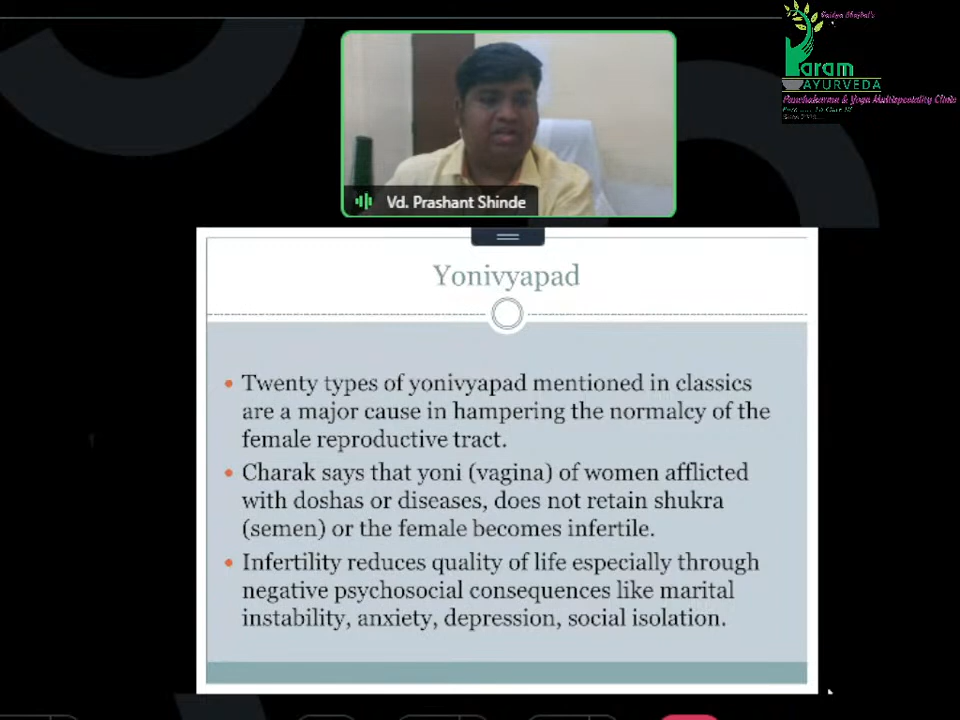 Vaidya Bharbat's
Param
AYURVEDA
Panchakarma & Yoga Multispeciality Clinic
Vd. Prashant Shinde
Yonivyapad
Twenty types of yonivyapad mentioned in classics
are a major cause in hampering the normalcy of the
female reproductive tract.
Charak says that yoni (vagina) of women afflicted
with doshas or diseases, does not retain shukra
(semen) or the female becomes infertile.
Infertility reduces quality of life especially through
negative psychosocial consequences like marital
instability, anxiety, depression, social isolation.